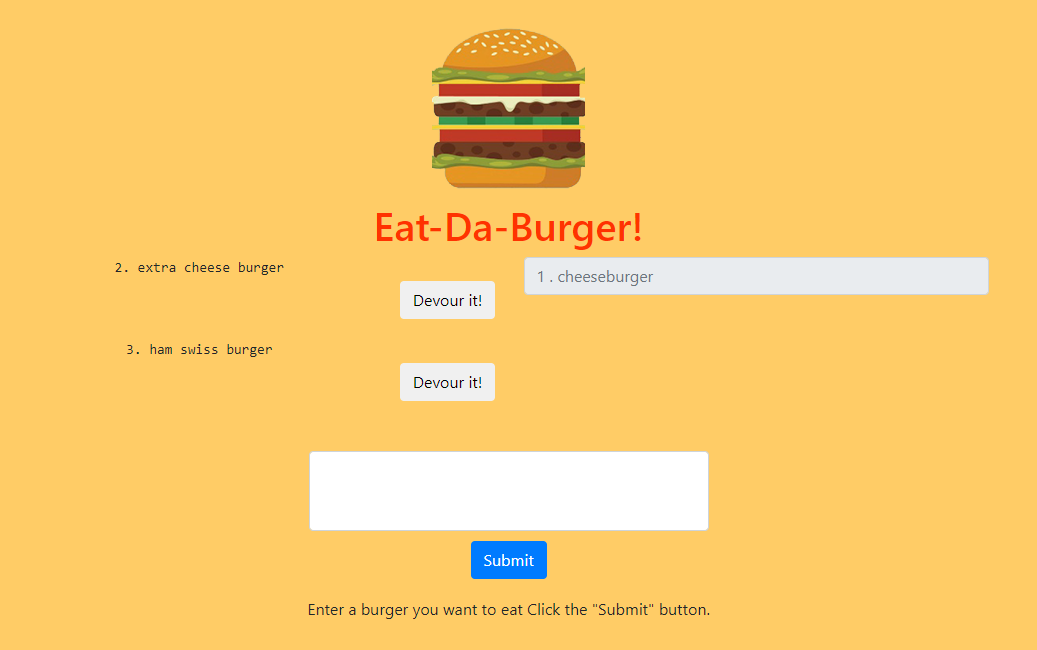 Eat-Da-Burger!
2. extra cheese burger
Devour it!
1 . cheeseburger
3. ham swiss burger
Devour it!
Submit
Enter a burger you want to eat Click the "Submit" button.